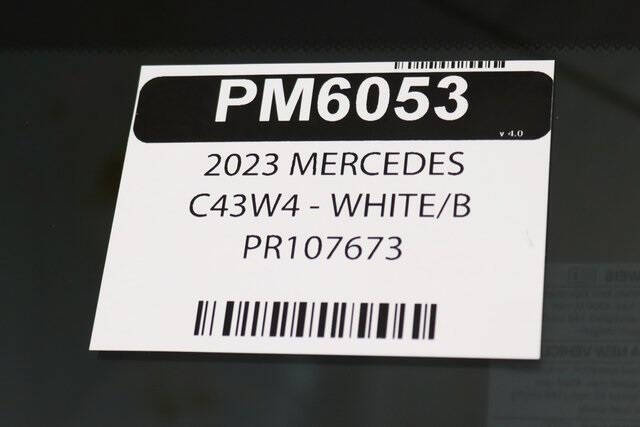 PM6053
v 4.0
2023 MERCEDES
C43W4 - WHITE/B
PR107673